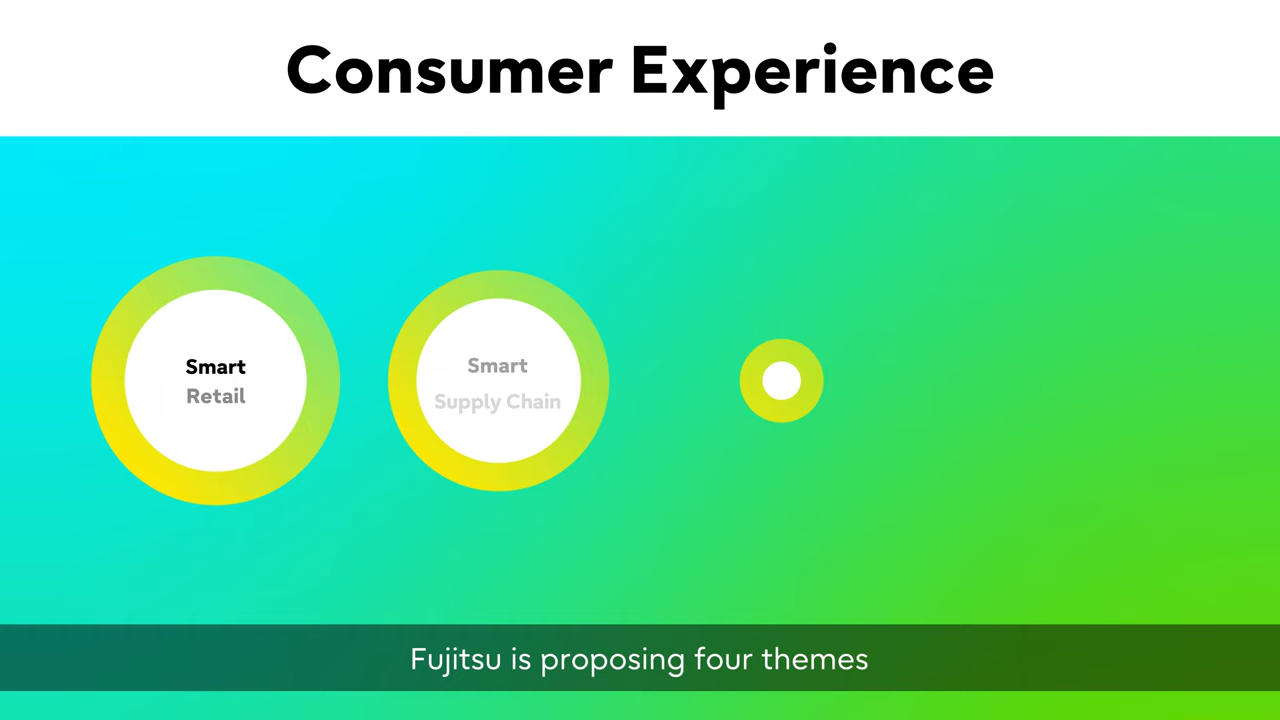 Consumer Experience
Smart
Retail
Smart
Supply Chain
Fujitsu is proposing four themes